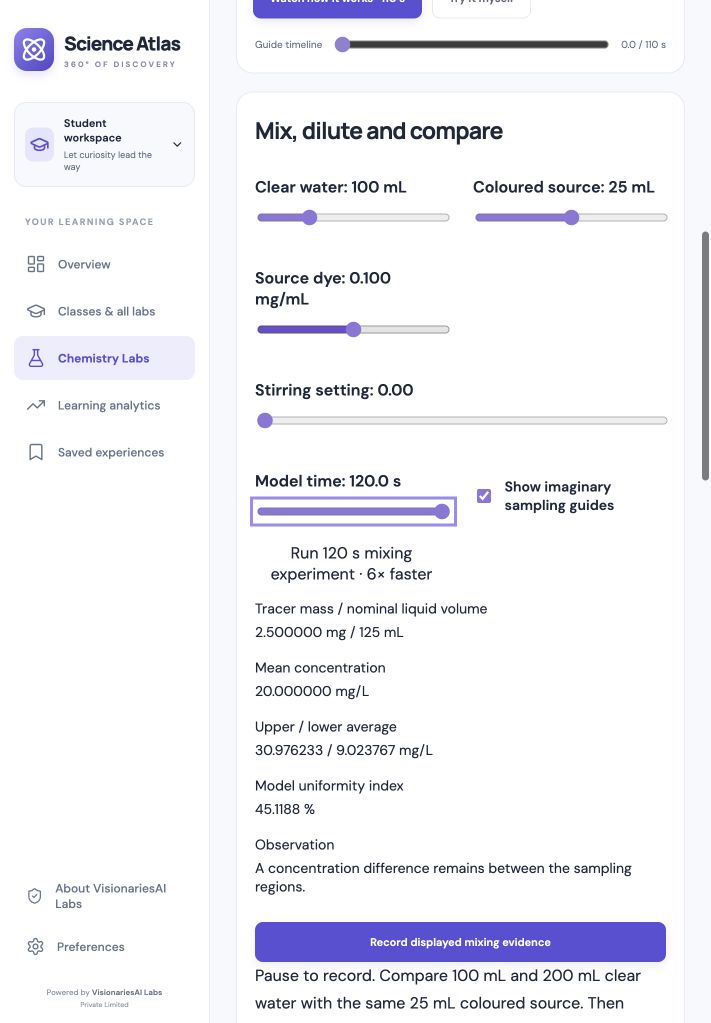 Science Atlas
360° OF DISCOVERY
Student
workspace
Let curiosity lead the
way
YOUR LEARNING SPACE
Overview
Classes & all labs
Chemistry Labs
Learning analytics
Saved experiences
About VisionariesAI
Labs
Preferences
Powered by VisionariesAI Labs
Private Limited
Guide timeline 0.0 / 110 s
Mix, dilute and compare
Clear water: 100 mL
Coloured source: 25 mL
Source dye: 0.100
mg/mL
Stirring setting: 0.00
Model time: 120.0 s
Show imaginary
sampling guides
Run 120 s mixing
experiment · 6× faster
Tracer mass / nominal liquid volume
2.500000 mg / 125 mL
Mean concentration
20.000000 mg/L
Upper / lower average
30.976233 / 9.023767 mg/L
Model uniformity index
45.1188 %
Observation
A concentration difference remains between the sampling
regions.
Record displayed mixing evidence
Pause to record. Compare 100 mL and 200 mL clear
water with the same 25 mL coloured source. Then